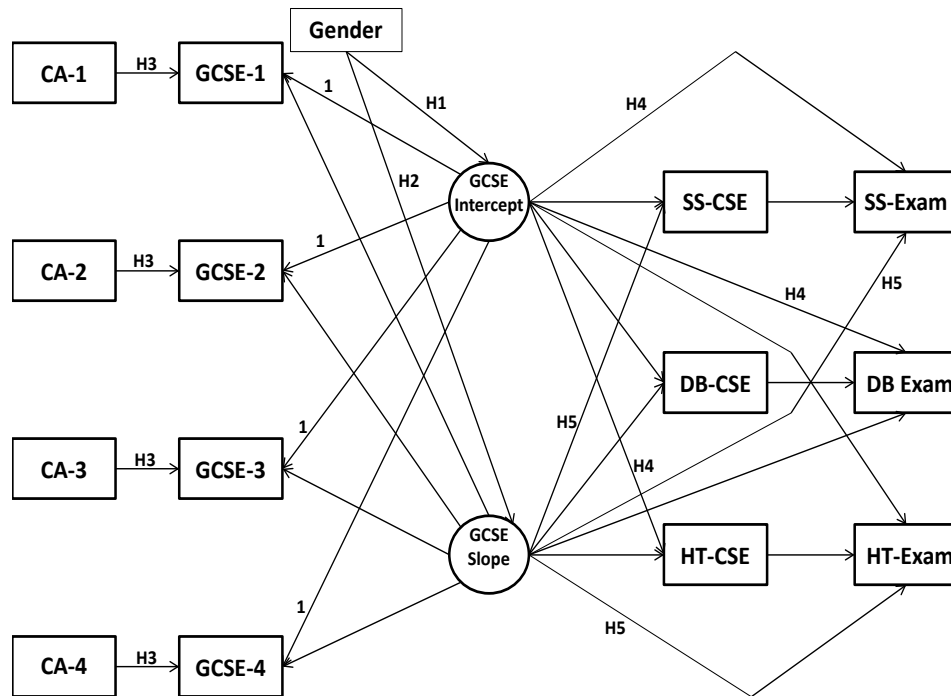 Gender
CA-1
H3
GCSE-1
1
H1
H4
H2
GCSE
Intercept
SS-CSE
SS-Exam
CA-2
H3
GCSE-2
1
H5
H4
DB-CSE
DB Exam
H5
CA-3
H3
GCSE-3
1
H4
GCSE
Slope
HT-CSE
HT-Exam
1
H5
CA-4
H3
GCSE-4